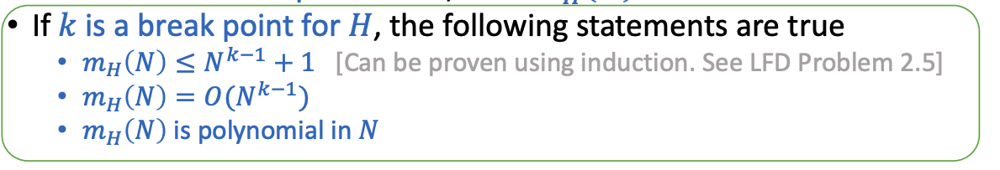 • If k is a break point for H, the following statements are true
• m_H(N) ≤ N^{k−1} + 1 [Can be proven using induction. See LFD Problem 2.5]
• m_H(N) = O(N^{k−1})
• m_H(N) is polynomial in N